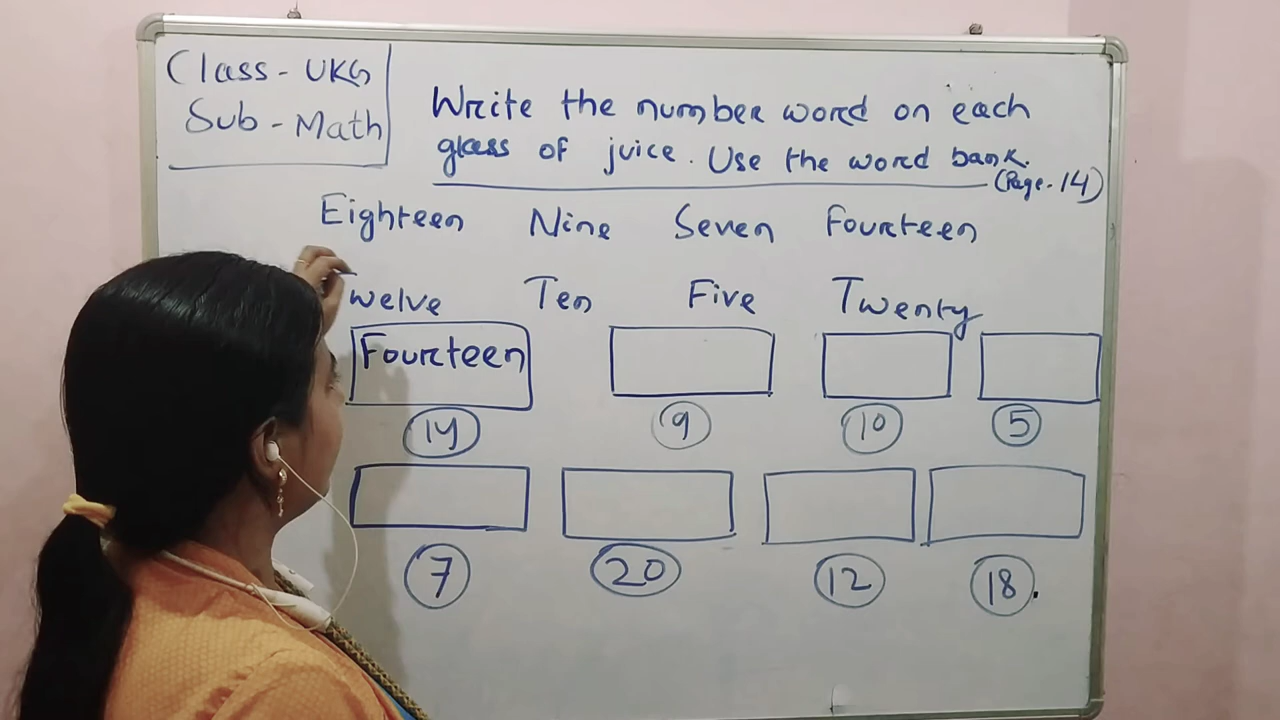 Class - UKG
Sub - Math
Write the number word on each
glass of juice. Use the word bank.
(Page - 14)
Eighteen Nine Seven Fourteen
Twelve Ten Five Twenty
Fourteen
14 9 10 5
7 20 12 18.